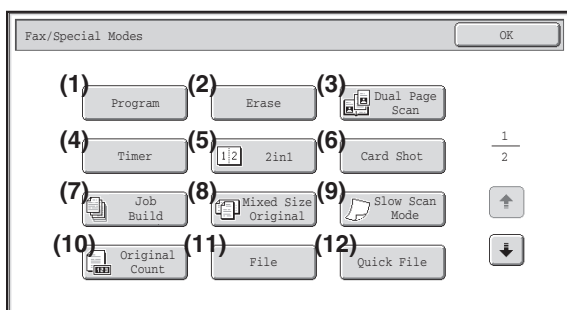 Fax/Special Modes
OK
(1) Program
(2) Erase
(3) Dual Page
Scan
(4) Timer
(5) 1 2 2in1
(6) Card Shot
1
2
(7) Job
Build
(8) Mixed Size
Original
(9) Slow Scan
Mode
(10) Original
Count
123
(11) File
(12) Quick File